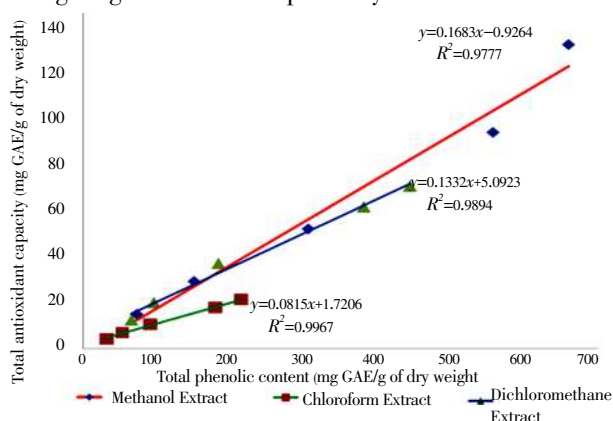 140
y=0.1683x−0.9264
R²=0.9777
120
100
80
y=0.1332x+5.0923
R²=0.9894
60
40
20
y=0.0815x+1.7206
R²=0.9967
0
0 100 200 300 400 500 600 700
Total antioxidant capacity (mg GAE/g of dry weight)
Total phenolic content (mg GAE/g of dry weight
Methanol Extract Chloroform Extract Dichloromethane
Extract